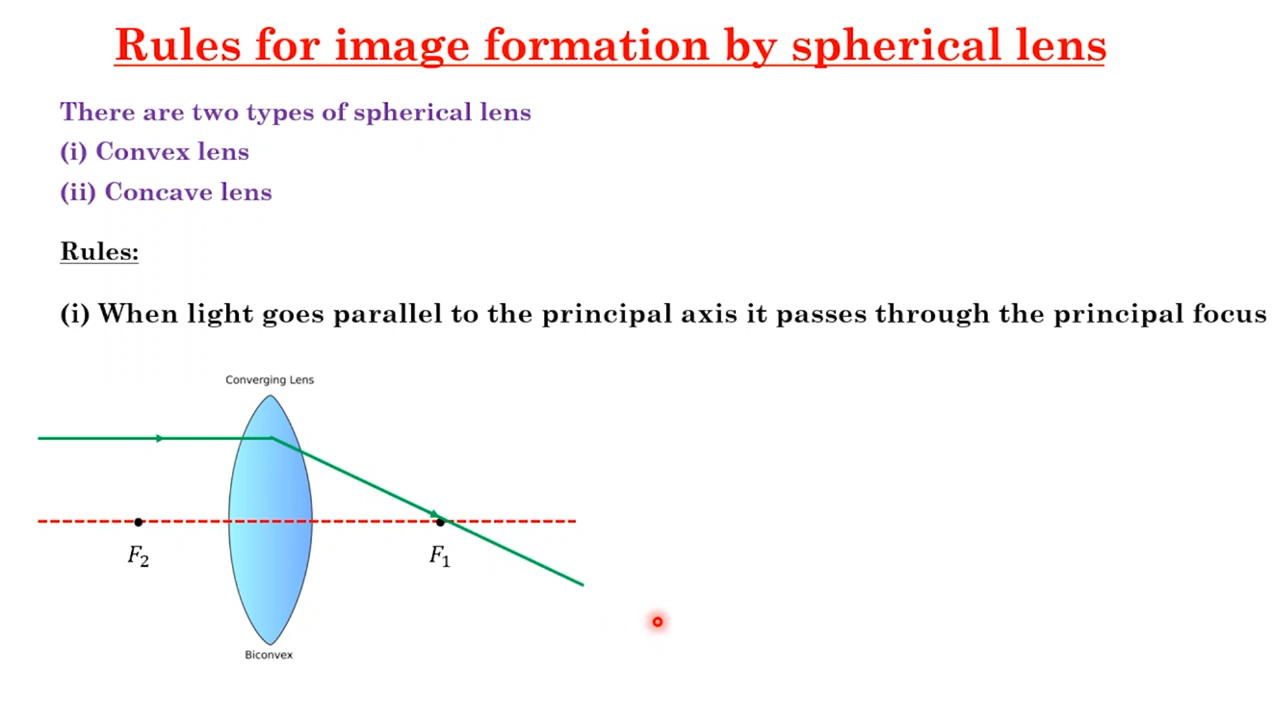 Rules for image formation by spherical lens
There are two types of spherical lens
(i) Convex lens
(ii) Concave lens
Rules:
(i) When light goes parallel to the principal axis it passes through the principal focus
Converging Lens
F₂
F₁
Biconvex